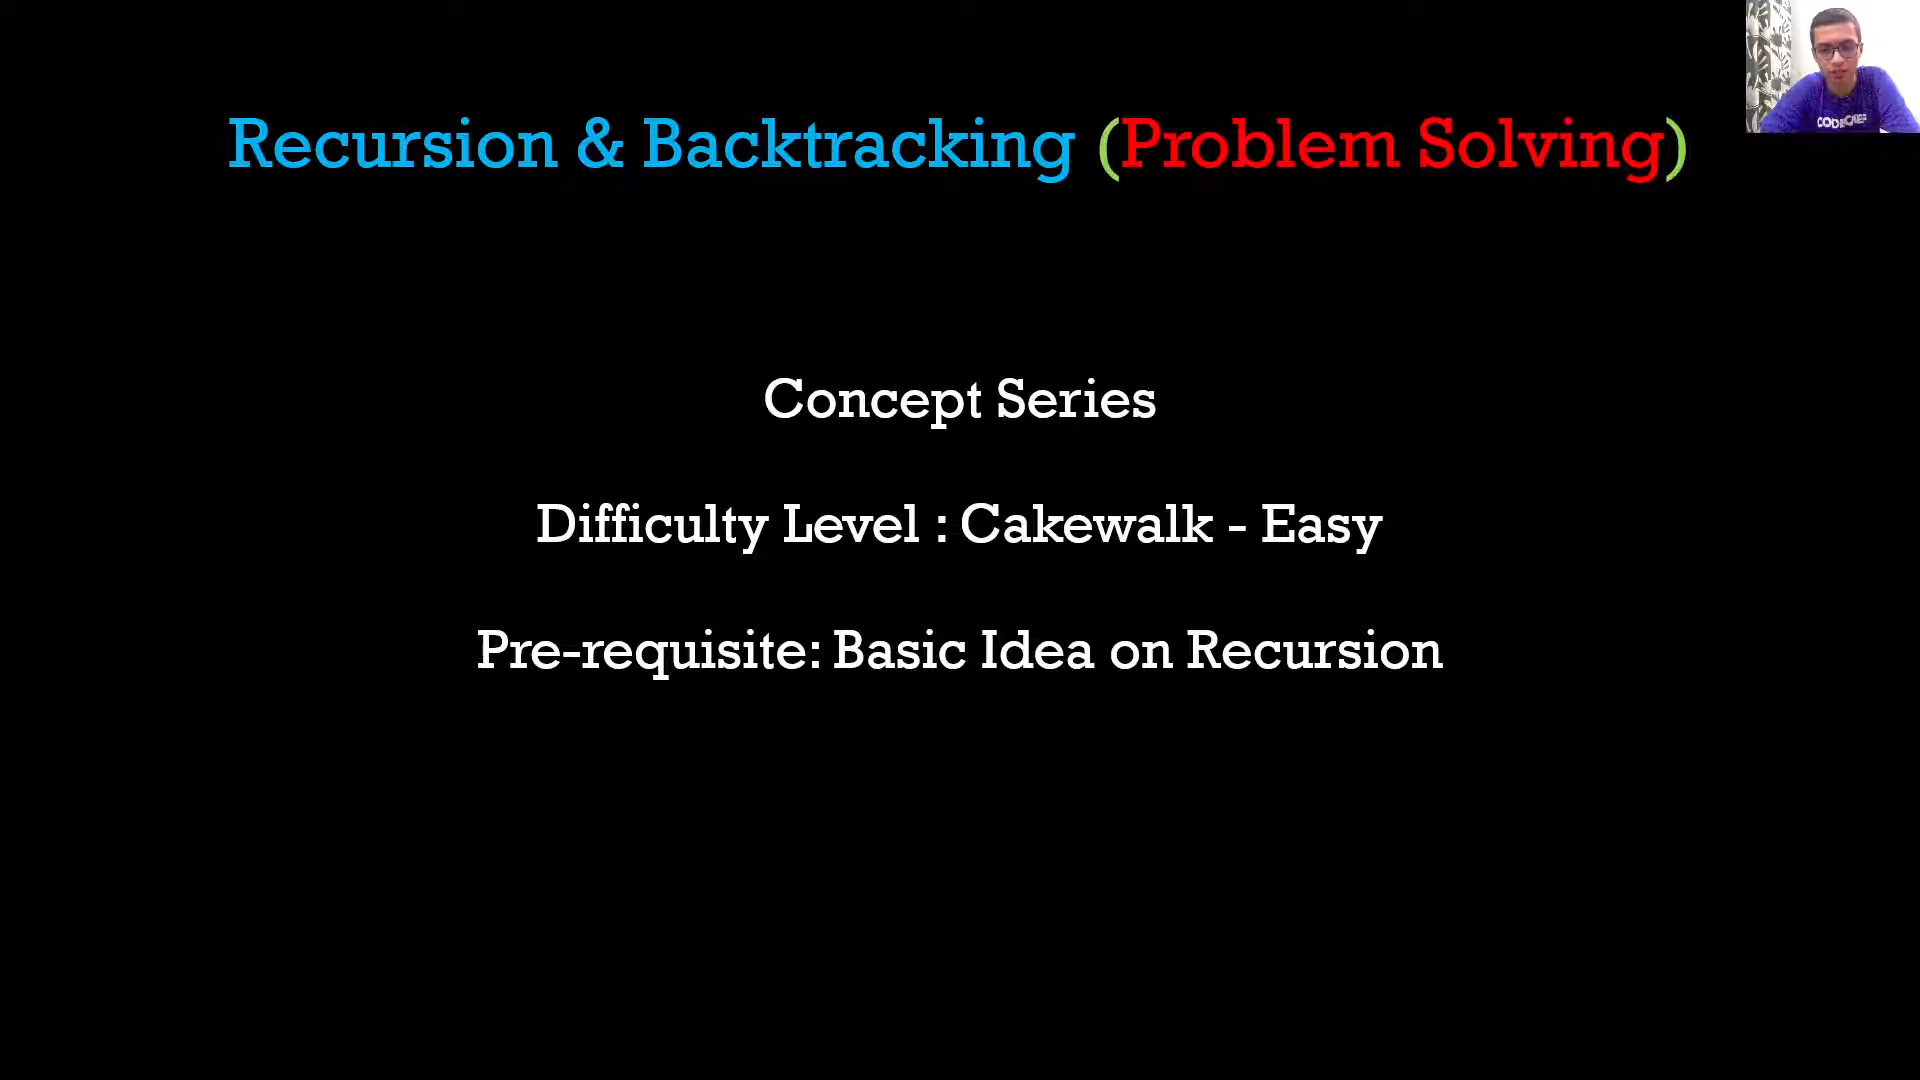 Recursion & Backtracking (Problem Solving)
Concept Series
Difficulty Level : Cakewalk - Easy
Pre-requisite: Basic Idea on Recursion